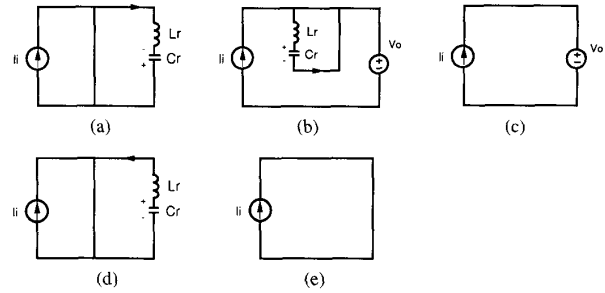 Ii
Lr
-
Cr
+
(a)
Ii
Lr
+
Cr
-
+
-
Vo
(b)
Ii
+
-
Vo
(c)
Ii
Lr
+
Cr
-
(d)
Ii
(e)